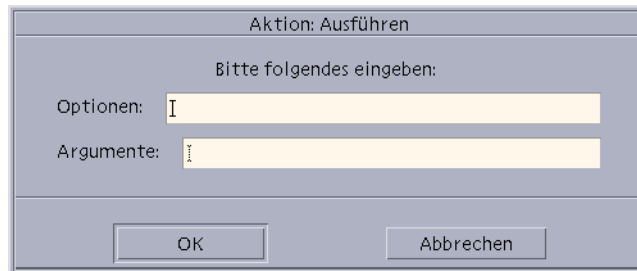 Aktion: Ausführen
Bitte folgendes eingeben:
Optionen:
Argumente:
OK
Abbrechen